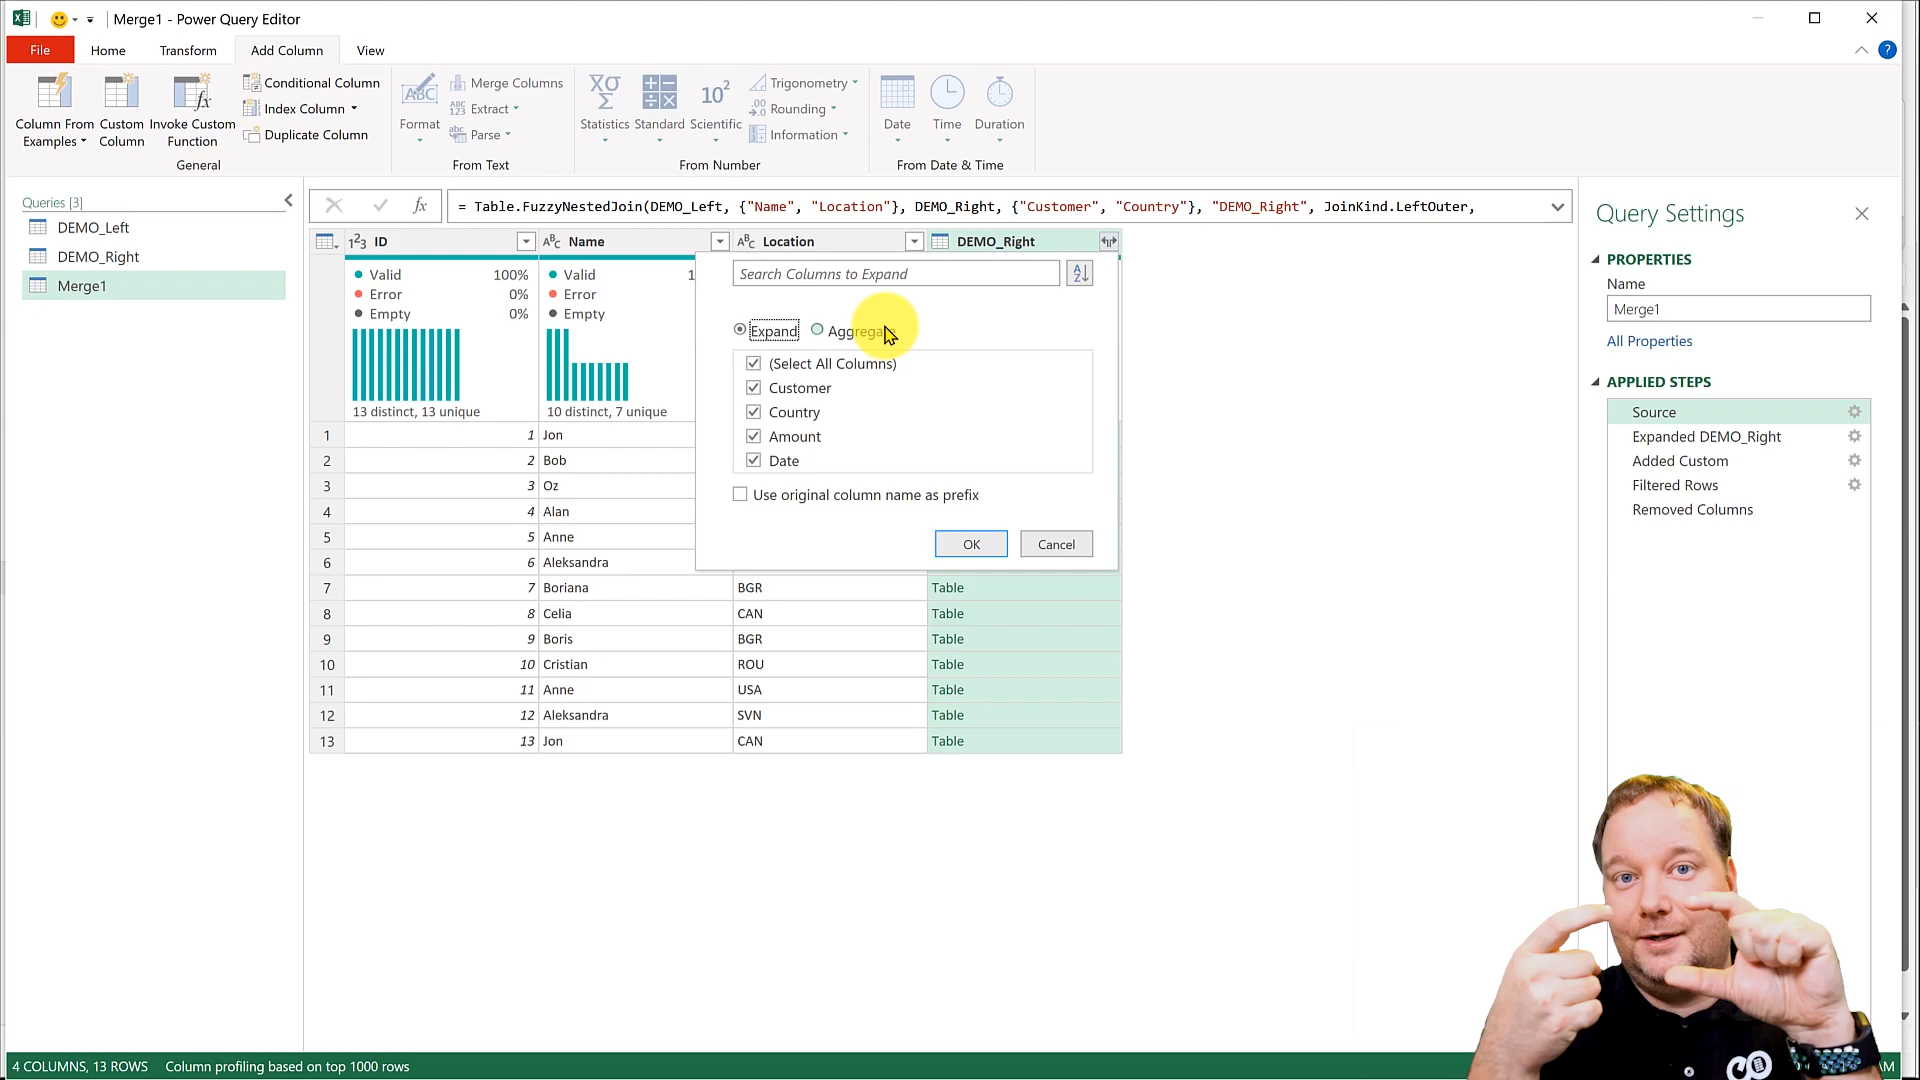 Merge1 - Power Query Editor
File Home Transform Add Column View
Column From Examples
Custom Column
Invoke Custom Function
Conditional Column
Index Column
Duplicate Column
General
Format
Merge Columns
Extract
Parse
From Text
Statistics
Standard
Scientific
Trigonometry
Rounding
Information
From Number
Date
Time
Duration
From Date & Time
Queries [3]
DEMO_Left
DEMO_Right
Merge1
= Table.FuzzyNestedJoin(DEMO_Left, {"Name", "Location"}, DEMO_Right, {"Customer", "Country"}, "DEMO_Right", JoinKind.LeftOuter,
ID Name Location DEMO_Right
Valid 100% Valid 1
Error 0% Error
Empty 0% Empty
13 distinct, 13 unique 10 distinct, 7 unique
Search Columns to Expand
Expand Aggregate
(Select All Columns)
Customer
Country
Amount
Date
Use original column name as prefix
OK Cancel
1 1 Jon
2 2 Bob
3 3 Oz
4 4 Alan
5 5 Anne
6 6 Aleksandra
7 7 Boriana BGR Table
8 8 Celia CAN Table
9 9 Boris BGR Table
10 10 Cristian ROU Table
11 11 Anne USA Table
12 12 Aleksandra SVN Table
13 13 Jon CAN Table
Query Settings
PROPERTIES
Name
Merge1
All Properties
APPLIED STEPS
Source
Expanded DEMO_Right
Added Custom
Filtered Rows
Removed Columns
4 COLUMNS, 13 ROWS Column profiling based on top 1000 rows